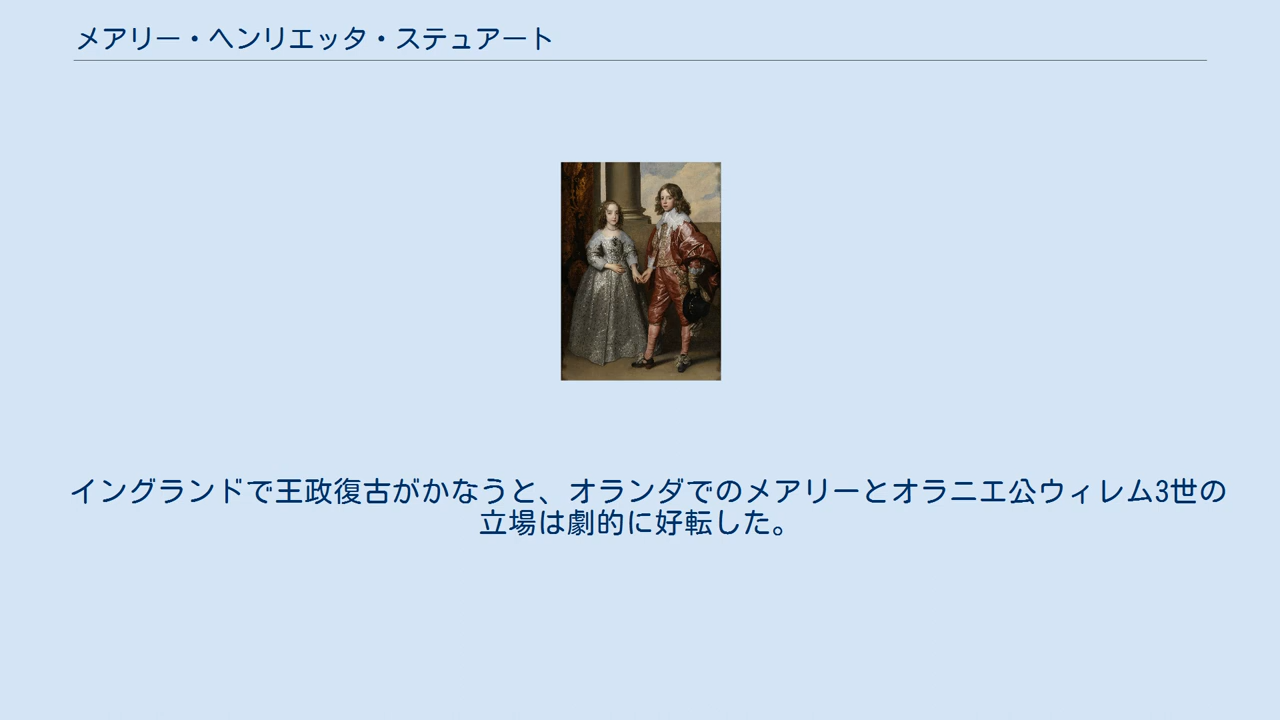 メアリー・ヘンリエッタ・ステュアート
イングランドで王政復古がかなうと、オランダでのメアリーとオラニエ公ウィレム3世の
立場は劇的に好転した。